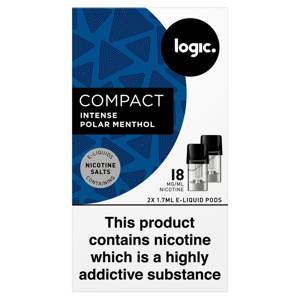 logic.
COMPACT
INTENSE
POLAR MENTHOL
E-LIQUIDS
NICOTINE
SALTS
CONTAINING
18
MG/ML
NICOTINE
2X 1.7ML E-LIQUID PODS
This product
contains nicotine
which is a highly
addictive substance